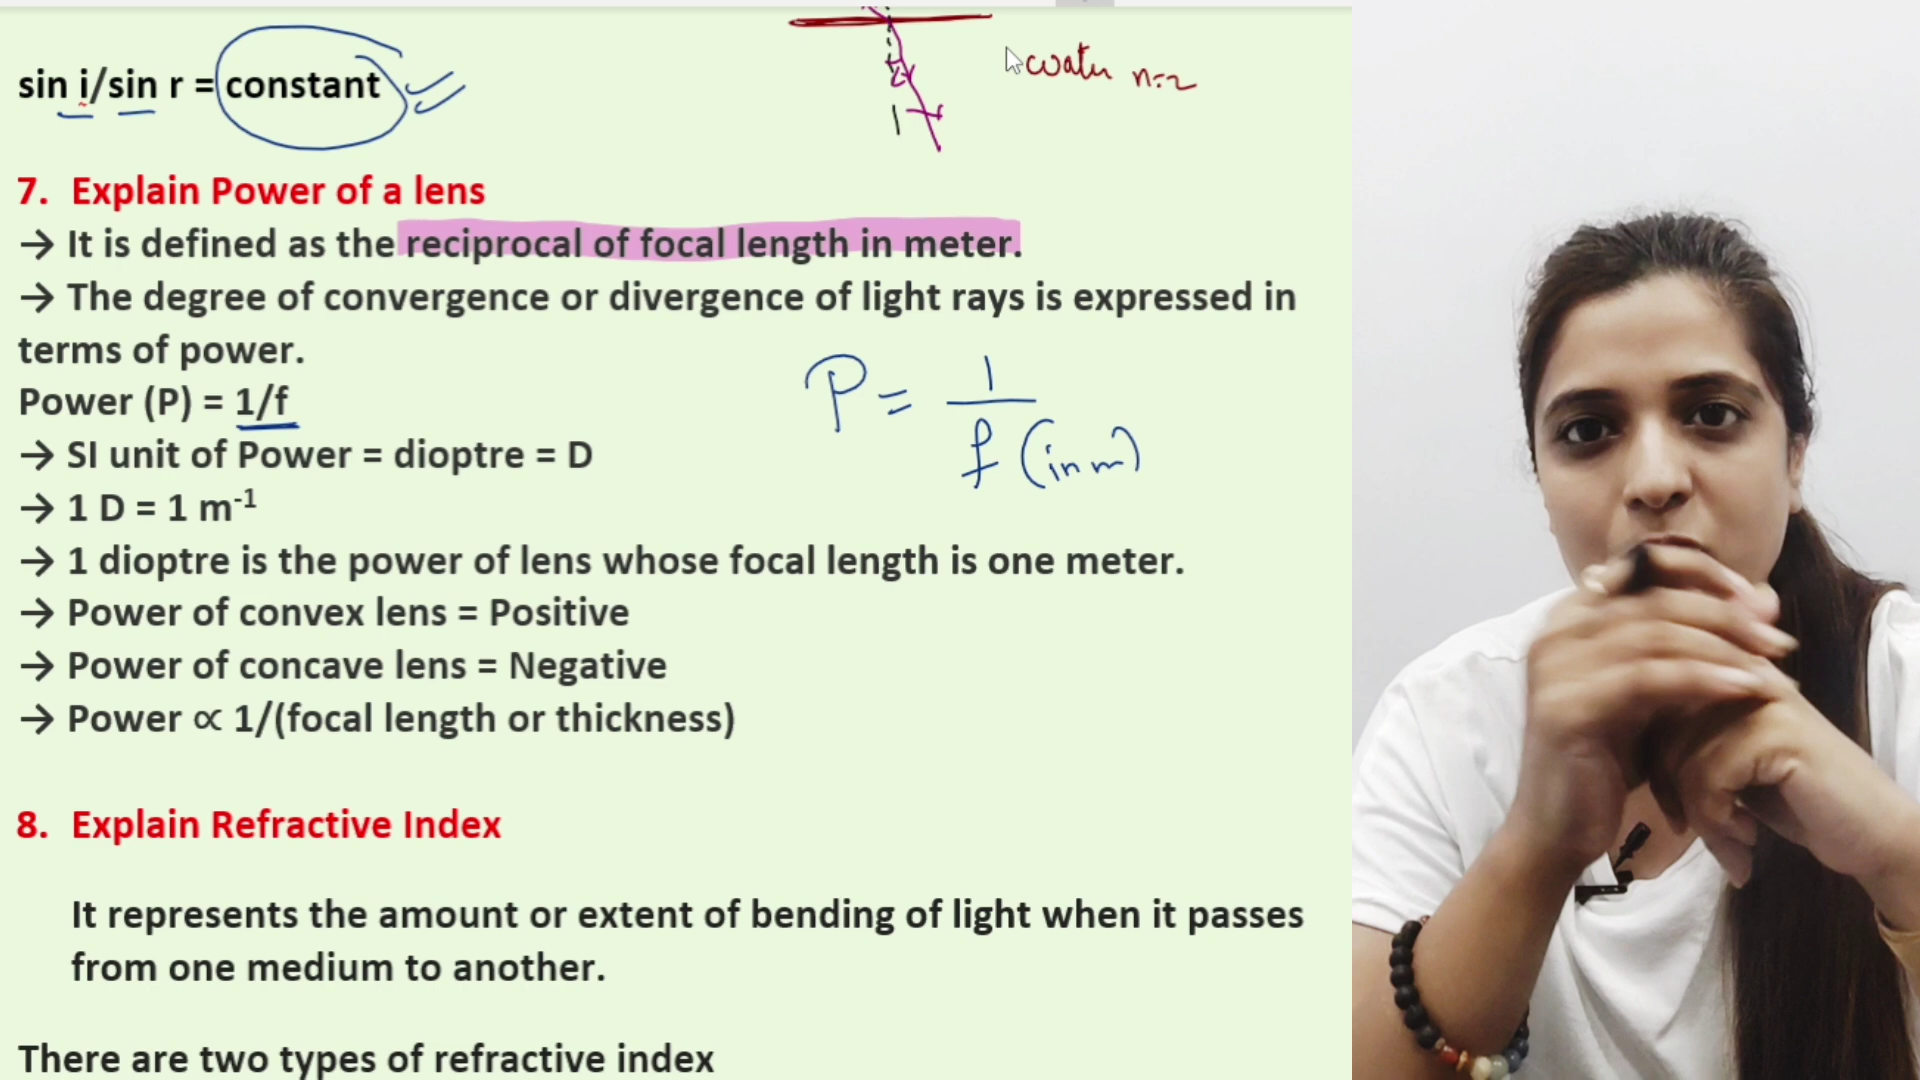 sin i/sin r = constant
water n=2
7. Explain Power of a lens
→ It is defined as the reciprocal of focal length in meter.
→ The degree of convergence or divergence of light rays is expressed in
terms of power.
Power (P) = 1/f
P = 1/f (in m)
→ SI unit of Power = dioptre = D
→ 1 D = 1 m⁻¹
→ 1 dioptre is the power of lens whose focal length is one meter.
→ Power of convex lens = Positive
→ Power of concave lens = Negative
→ Power ∝ 1/(focal length or thickness)
8. Explain Refractive Index
It represents the amount or extent of bending of light when it passes
from one medium to another.
There are two types of refractive index